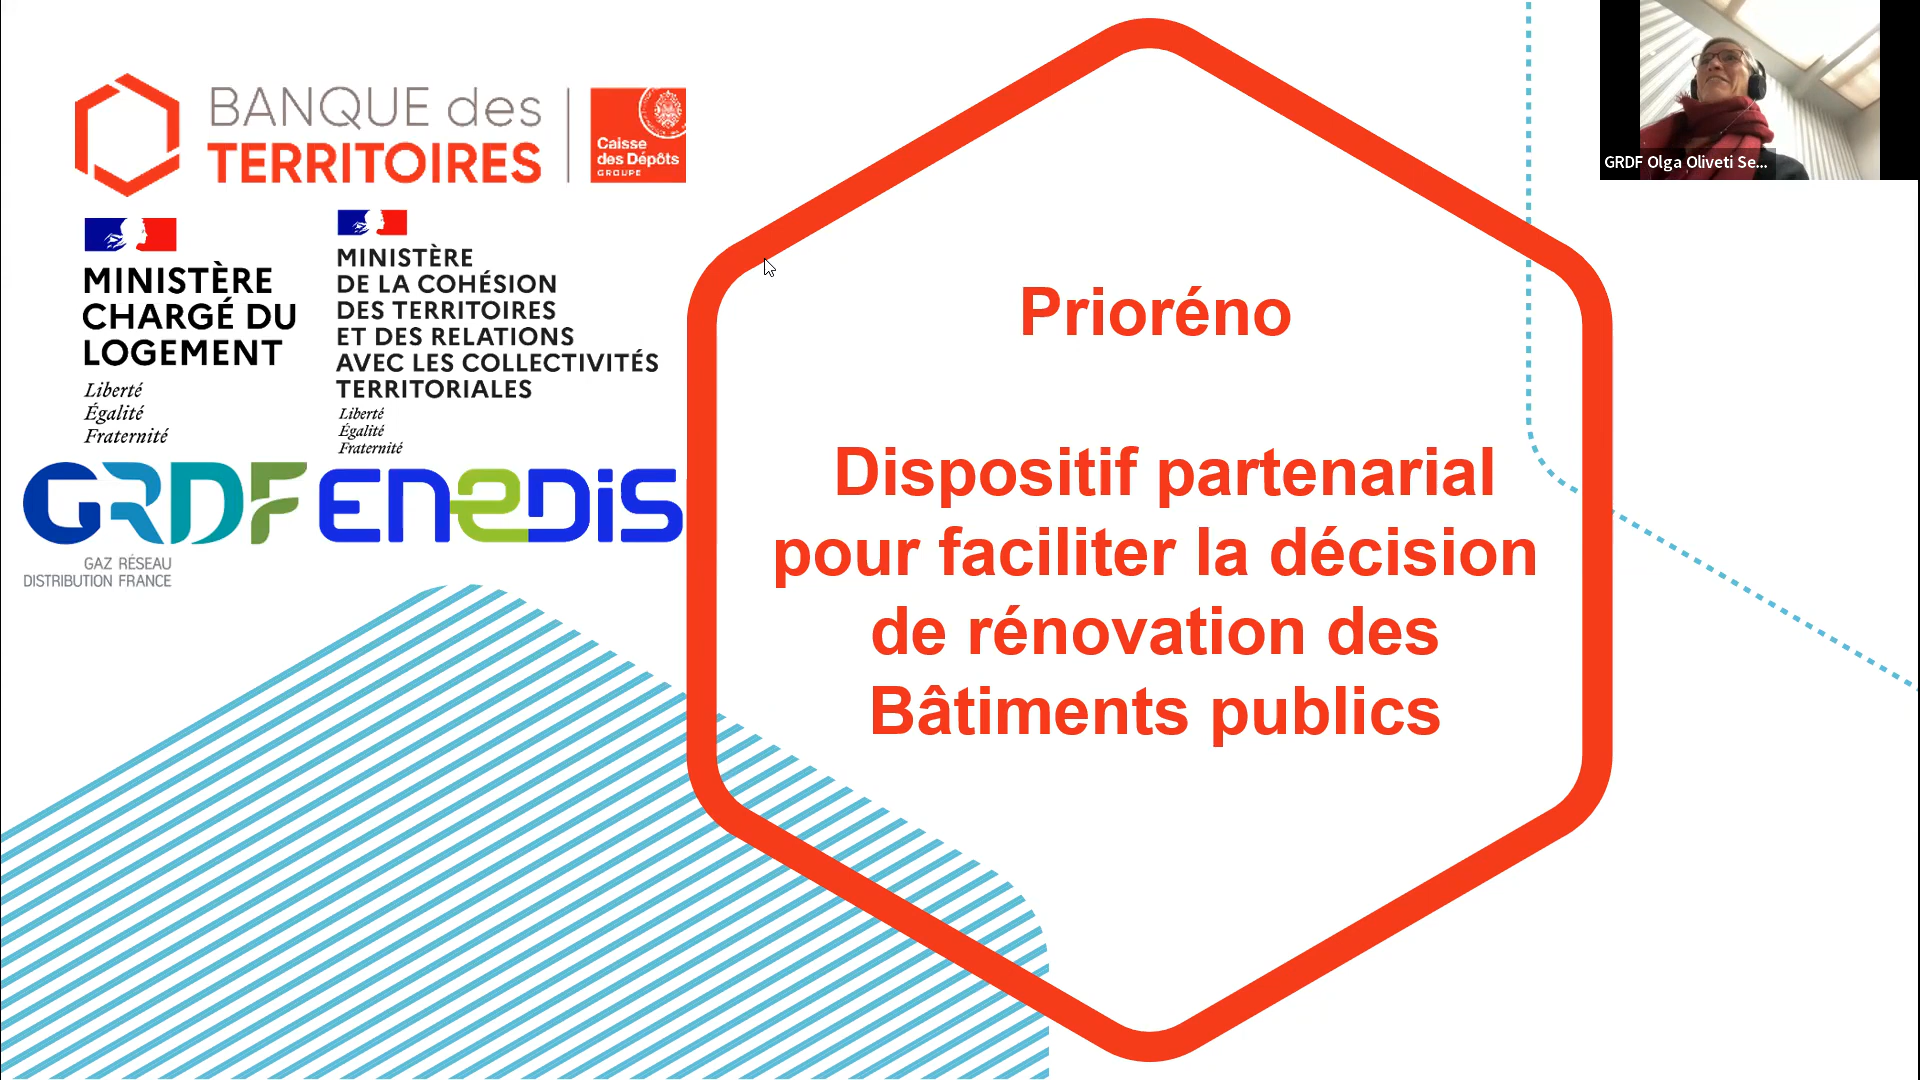 BANQUE des
TERRITOIRES
Caisse
des Dépôts
GROUPE
MINISTÈRE
CHARGÉ DU
LOGEMENT
Liberté
Égalité
Fraternité
MINISTÈRE
DE LA COHÉSION
DES TERRITOIRES
ET DES RELATIONS
AVEC LES COLLECTIVITÉS
TERRITORIALES
Liberté
Égalité
Fraternité
GRDF
GAZ RÉSEAU
DISTRIBUTION FRANCE
ENEDIS
Prioréno
Dispositif partenarial
pour faciliter la décision
de rénovation des
Bâtiments publics
GRDF Olga Oliveti Se...